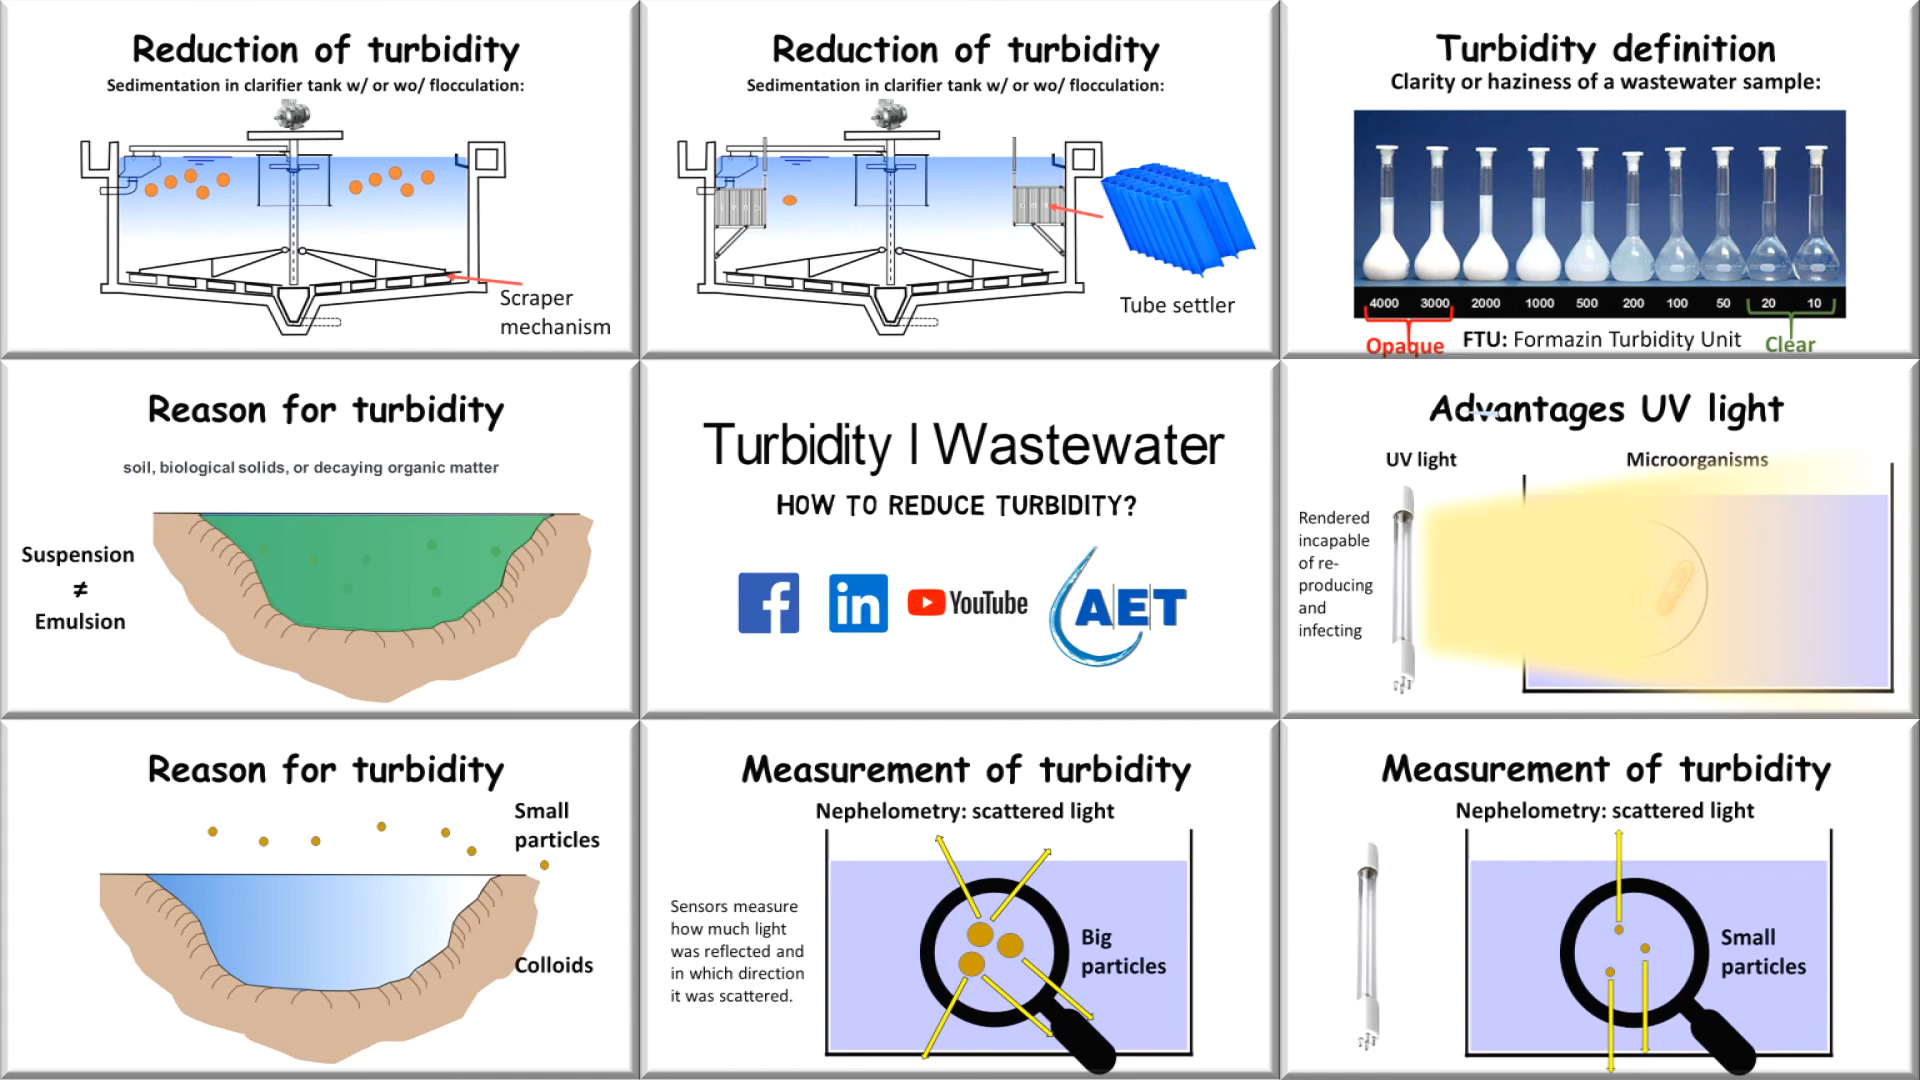 Reduction of turbidity
Sedimentation in clarifier tank w/ or wo/ flocculation:
Scraper
mechanism
Reduction of turbidity
Sedimentation in clarifier tank w/ or wo/ flocculation:
Tube settler
Turbidity definition
Clarity or haziness of a wastewater sample:
4000 3000 2000 1000 500 200 100 50 20 10
Opaque
FTU: Formazin Turbidity Unit
Clear
Reason for turbidity
soil, biological solids, or decaying organic matter
Suspension
≠
Emulsion
Turbidity I Wastewater
HOW TO REDUCE TURBIDITY?
f
in
YouTube
AET
Advantages UV light
UV light
Microorganisms
Rendered
incapable
of re-
producing
and
infecting
Reason for turbidity
Small
particles
Colloids
Measurement of turbidity
Nephelometry: scattered light
Sensors measure
how much light
was reflected and
in which direction
it was scattered.
Big
particles
Measurement of turbidity
Nephelometry: scattered light
Small
particles